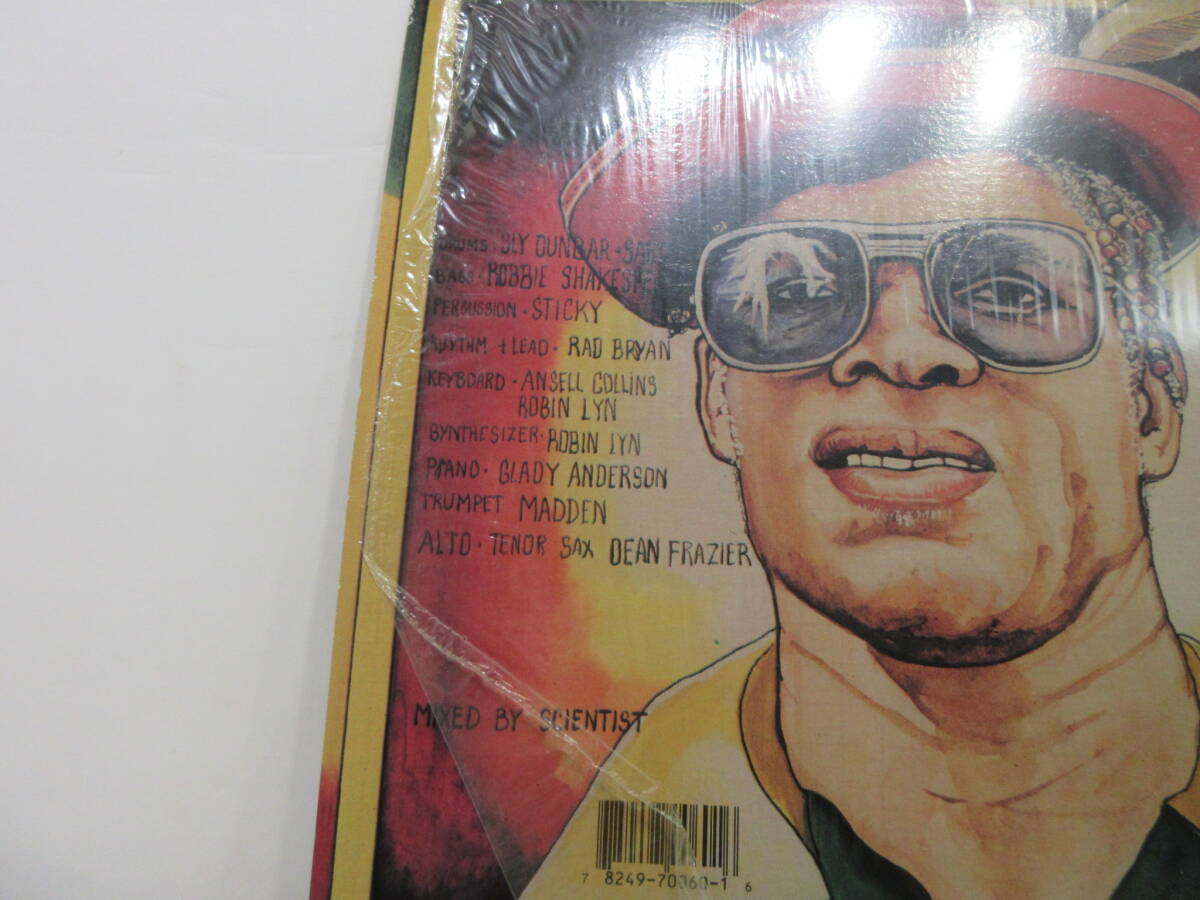 DRUMS · SLY DUNBAR ·
BASS · ROBBIE
PERCUSSION · STICKY
RHYTHM + LEAD · RAD BRYAN
KEYBOARD · ANSELL COLLINS
ROBIN LYN
SYNTHESIZER · ROBIN LYN
PIANO · GLADY ANDERSON
TRUMPET MADDEN
ALTO · TENOR SAX DEAN FRAZIER
MIXED BY SCIENTIST
7 8249-70060-1 6